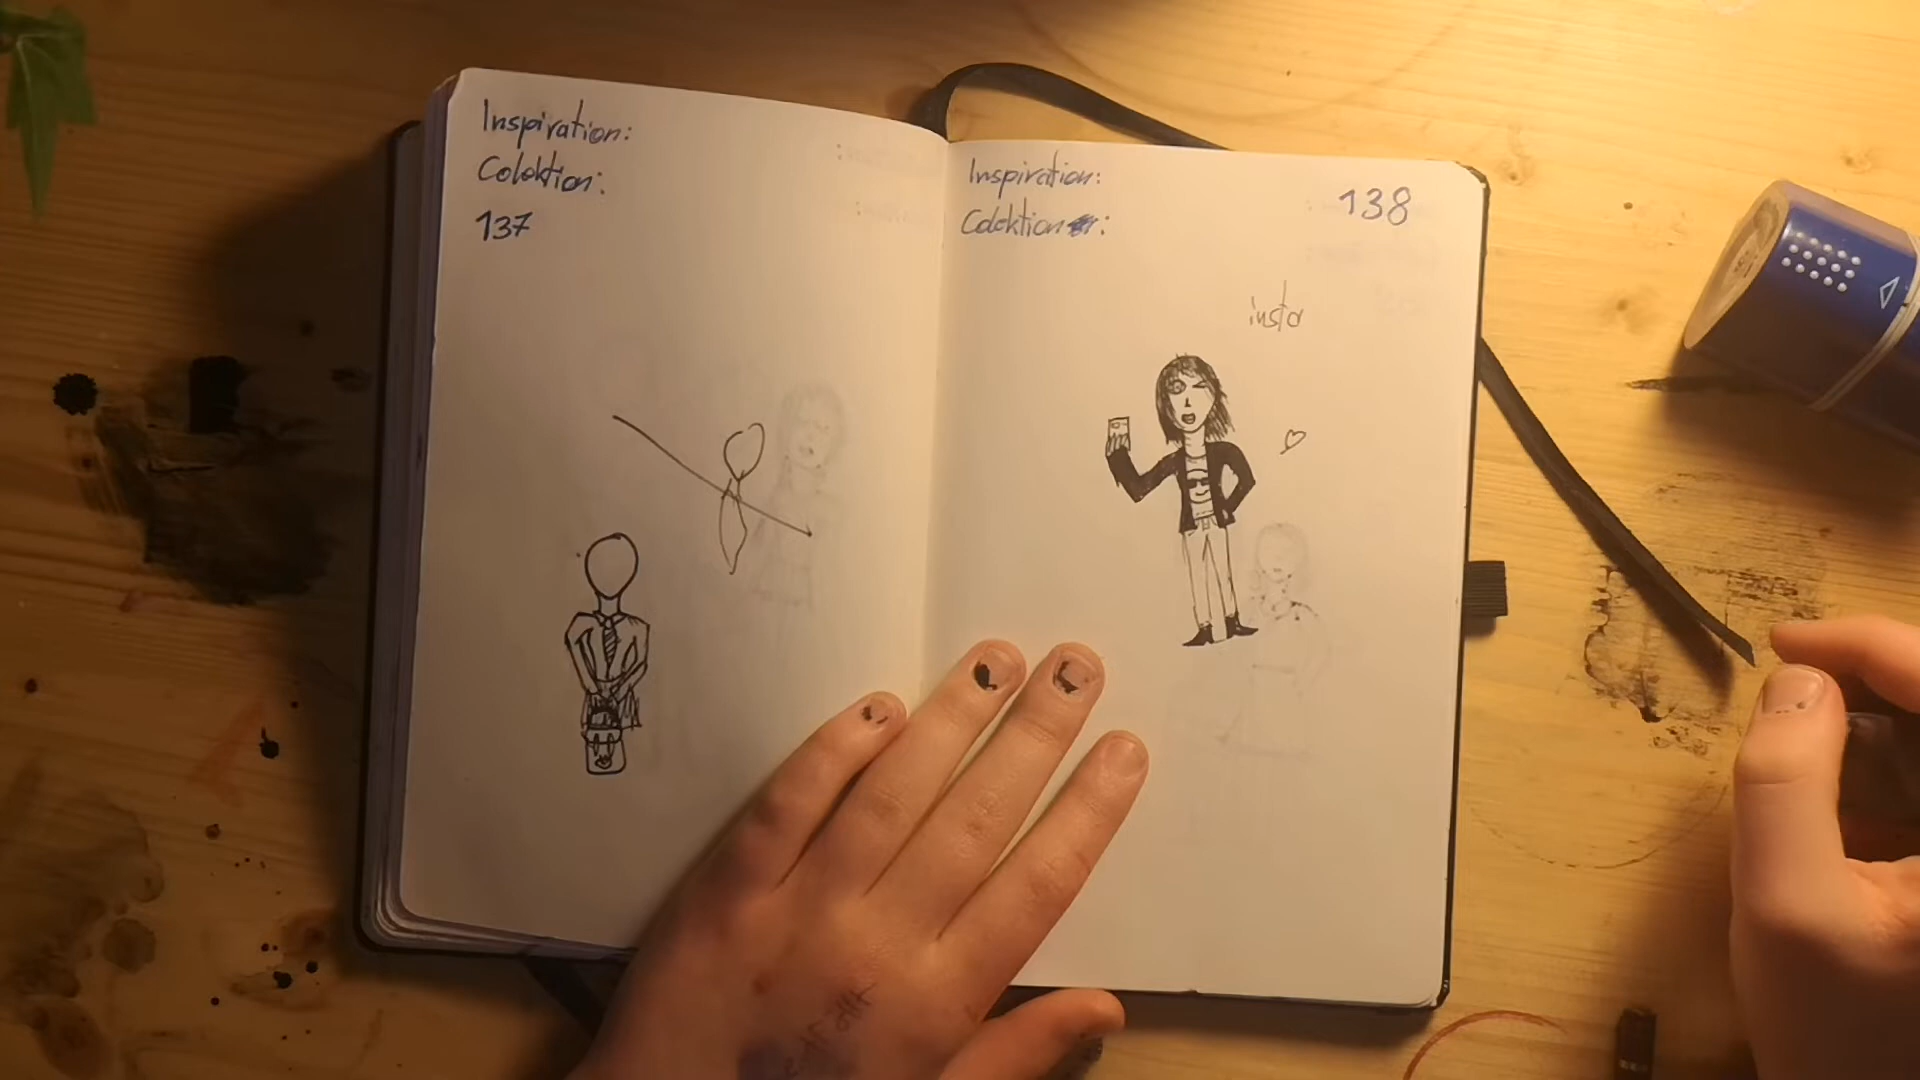 Inspiration:
Colektion:
137
Inspiration:
Colektion:
138
insta